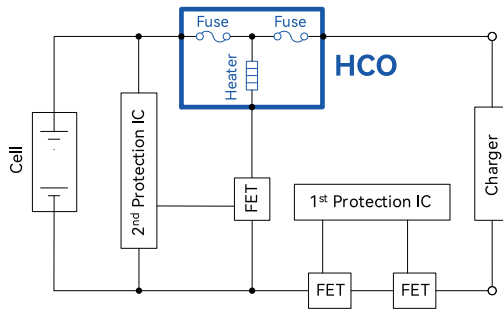 Fuse
Fuse
Heater
HCO
Cell
2nd Protection IC
FET
1st Protection IC
Charger
FET
FET